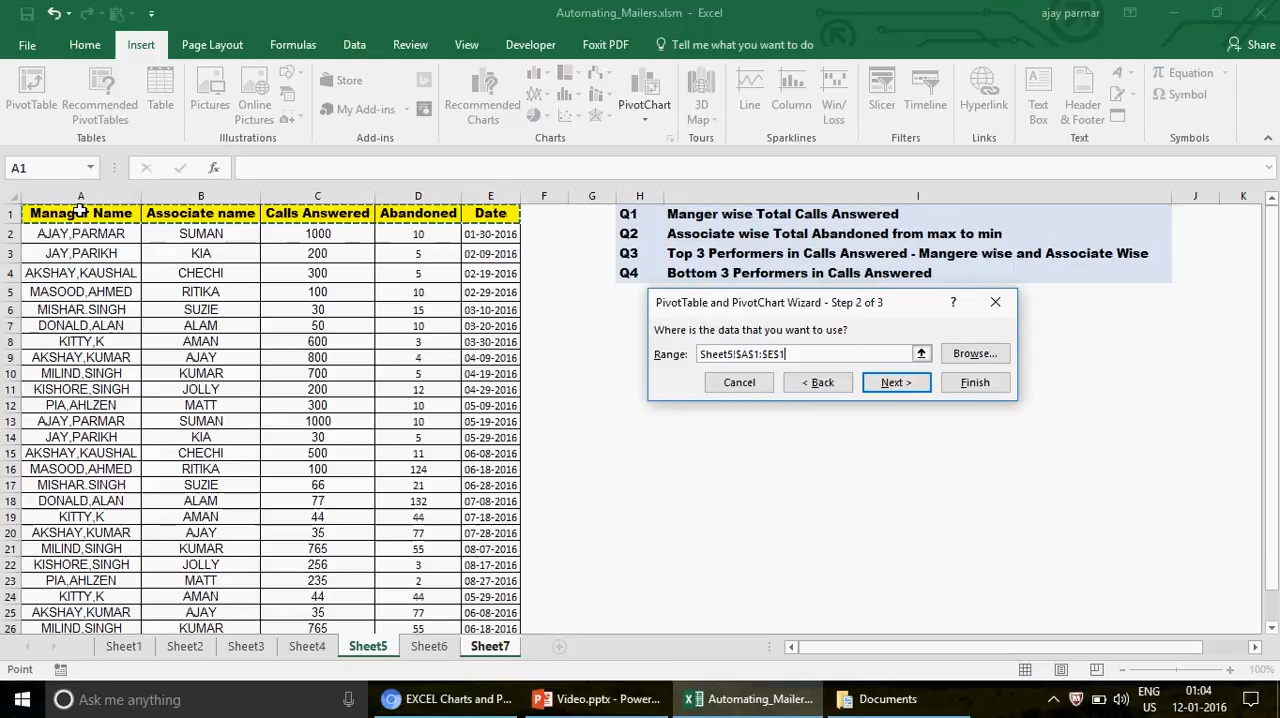 Automating_Mailers.xlsm - Excel
ajay parmar
File Home Insert Page Layout Formulas Data Review View Developer Foxit PDF Tell me what you want to do Share
PivotTable Recommended PivotTables Table Pictures Online Pictures Store My Add-ins Recommended Charts PivotChart 3D Map Line Column Win/Loss Slicer Timeline Hyperlink Text Box Header & Footer Equation Symbol
Tables Illustrations Add-ins Charts Tours Sparklines Filters Links Text Symbols
A1 fx
A B C D E F G H I J K
1 Manager Name Associate name Calls Answered Abandoned Date Q1 Manger wise Total Calls Answered
2 AJAY,PARMAR SUMAN 1000 10 01-30-2016 Q2 Associate wise Total Abandoned from max to min
3 JAY,PARIKH KIA 200 5 02-09-2016 Q3 Top 3 Performers in Calls Answered - Mangere wise and Associate Wise
4 AKSHAY,KAUSHAL CHECHI 300 5 02-19-2016 Q4 Bottom 3 Performers in Calls Answered
5 MASOOD,AHMED RITIKA 100 10 02-29-2016
6 MISHAR.SINGH SUZIE 30 15 03-10-2016
7 DONALD,ALAN ALAM 50 10 03-20-2016
8 KITTY,K AMAN 600 3 03-30-2016
9 AKSHAY,KUMAR AJAY 800 4 04-09-2016
10 MILIND,SINGH KUMAR 700 5 04-19-2016
11 KISHORE,SINGH JOLLY 200 12 04-29-2016
12 PIA,AHLZEN MATT 300 10 05-09-2016
13 AJAY,PARMAR SUMAN 1000 10 05-19-2016
14 JAY,PARIKH KIA 30 5 05-29-2016
15 AKSHAY,KAUSHAL CHECHI 500 11 06-08-2016
16 MASOOD,AHMED RITIKA 100 124 06-18-2016
17 MISHAR.SINGH SUZIE 66 21 06-28-2016
18 DONALD,ALAN ALAM 77 132 07-08-2016
19 KITTY,K AMAN 44 44 07-18-2016
20 AKSHAY,KUMAR AJAY 35 77 07-28-2016
21 MILIND,SINGH KUMAR 765 55 08-07-2016
22 KISHORE,SINGH JOLLY 256 3 08-17-2016
23 PIA,AHLZEN MATT 235 2 08-27-2016
24 KITTY,K AMAN 44 44 05-29-2016
25 AKSHAY,KUMAR AJAY 35 77 06-08-2016
26 MILIND,SINGH KUMAR 765 55 06-18-2016
PivotTable and PivotChart Wizard - Step 2 of 3 ?
Where is the data that you want to use?
Range: Sheet5!$A$1:$E$1 Browse...
Cancel < Back Next > Finish
Sheet1 Sheet2 Sheet3 Sheet4 Sheet5 Sheet6 Sheet7
Point 100%
Ask me anything EXCEL Charts and P... Video.pptx - Power... Automating_Mailers... Documents ENG US 01:04 12-01-2016